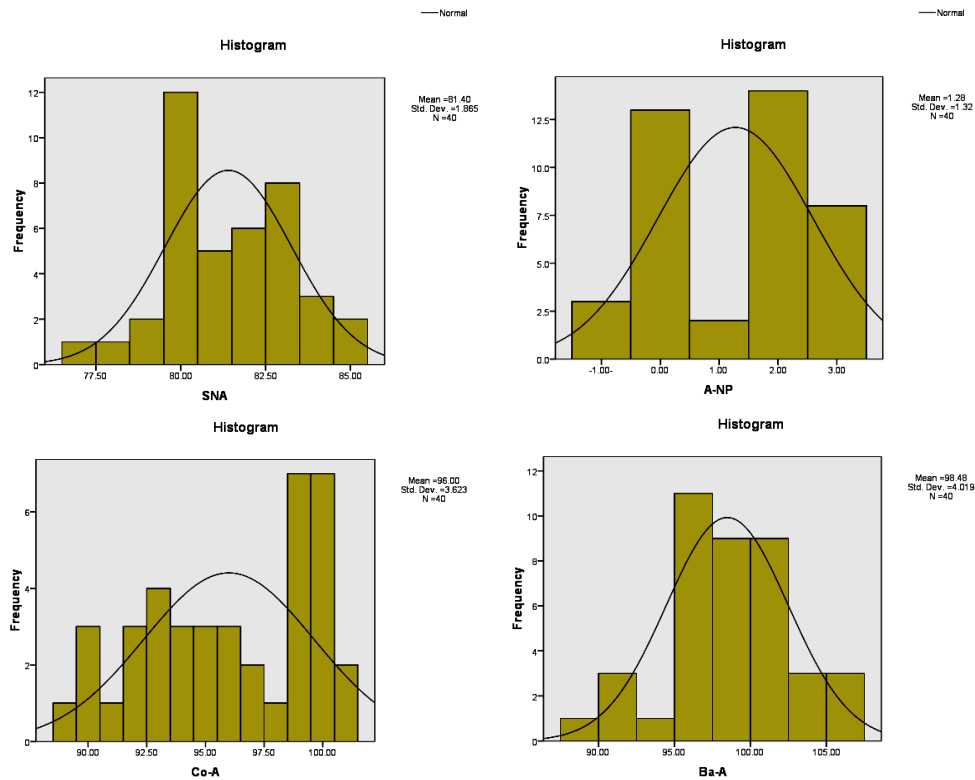 Normal
Histogram
Mean =81.40
Std. Dev. =1.865
N =40
12
10
8
6
4
2
0
Frequency
77.50 80.00 82.50 85.00
SNA
Normal
Histogram
Mean =1.28
Std. Dev. =1.32
N =40
12.5
10.0
7.5
5.0
2.5
0.0
Frequency
-1.00- 0.00 1.00 2.00 3.00
A-NP
Histogram
Mean =96.00
Std. Dev. =3.623
N =40
6
4
2
0
Frequency
90.00 92.50 95.00 97.50 100.00
Co-A
Histogram
Mean =98.48
Std. Dev. =4.019
N =40
12
10
8
6
4
2
0
Frequency
90.00 95.00 100.00 105.00
Ba-A